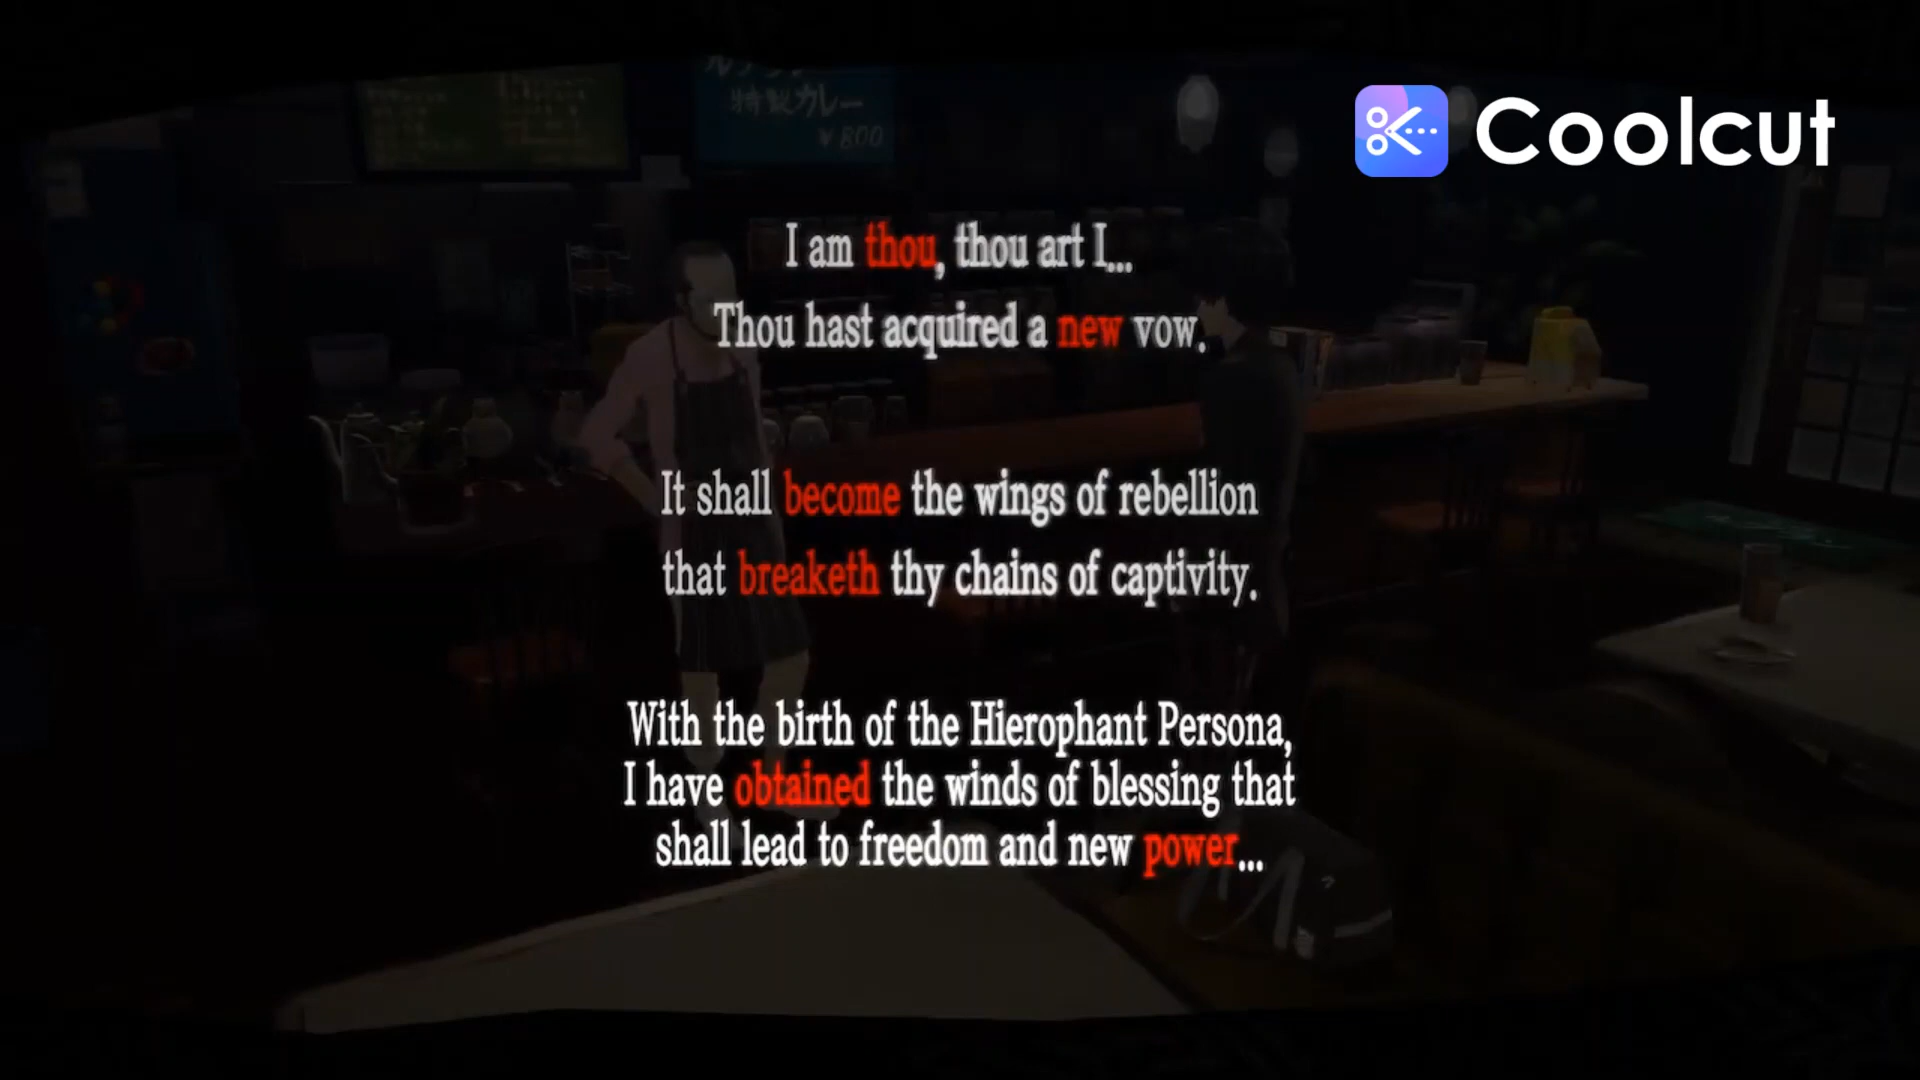 特製カレー
￥800
Coolcut
I am thou, thou art I...
Thou hast acquired a new vow.
It shall become the wings of rebellion
that breaketh thy chains of captivity.
With the birth of the Hierophant Persona,
I have obtained the winds of blessing that
shall lead to freedom and new power...